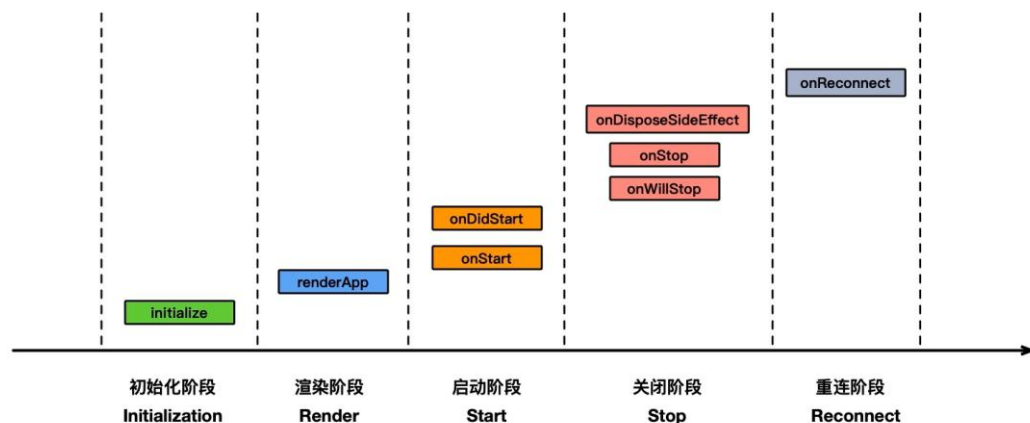 onReconnect
onDisposeSideEffect
onStop
onWillStop
onDidStart
onStart
renderApp
initialize
初始化阶段
渲染阶段
启动阶段
关闭阶段
重连阶段
Initialization
Render
Start
Stop
Reconnect